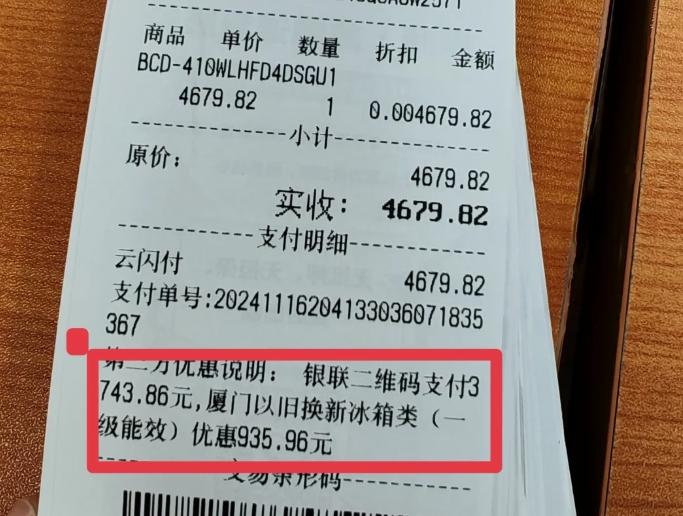 商品 单价 数量 折扣 金额
BCD-410WLHFD4DSGU1
4679.82 1 0.004679.82
小计
原价： 4679.82
实收： 4679.82
支付明细
云闪付 4679.82
支付单号:20241116204133036071835
367
第三方优惠说明： 银联二维码支付3
743.86元,厦门以旧换新冰箱类（一
级能效）优惠935.96元
交易条形码